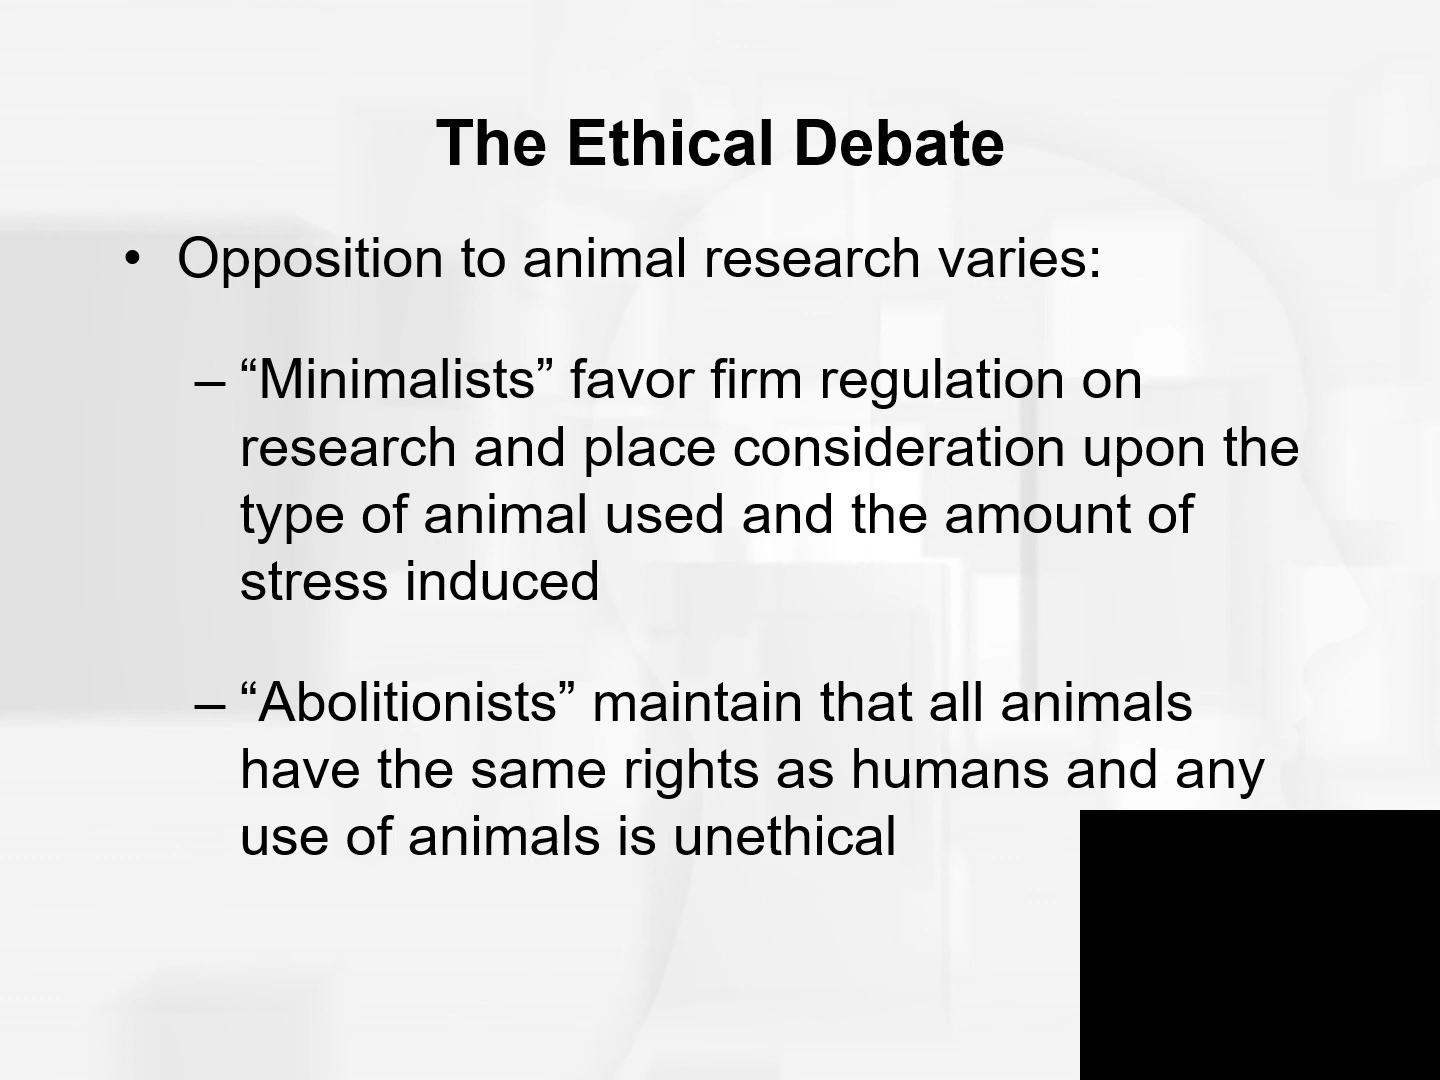 The Ethical Debate
• Opposition to animal research varies:
– “Minimalists” favor firm regulation on
research and place consideration upon the
type of animal used and the amount of
stress induced
– “Abolitionists” maintain that all animals
have the same rights as humans and any
use of animals is unethical